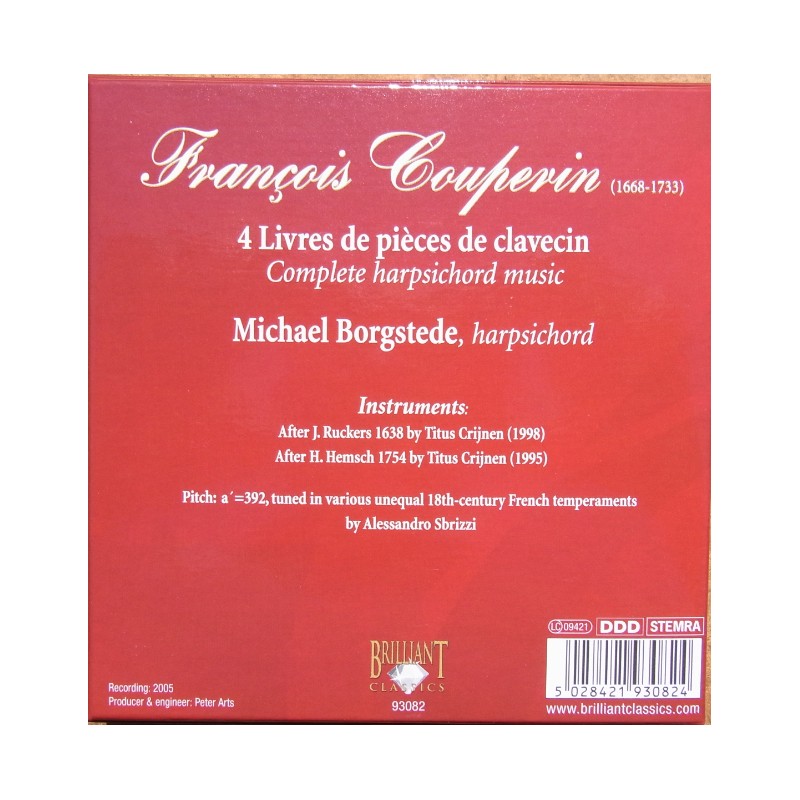 François Couperin (1668-1733)
4 Livres de pièces de clavecin
Complete harpsichord music
Michael Borgstede, harpsichord
Instruments:
After J. Ruckers 1638 by Titus Crijnen (1998)
After H. Hemsch 1754 by Titus Crijnen (1995)
Pitch: a´=392, tuned in various unequal 18th-century French temperaments
by Alessandro Sbrizzi
LC 09421 DDD STEMRA
BRILLIANT
CLASSICS
93082
Recording: 2005
Producer & engineer: Peter Arts
5 028421 930824
www.brilliantclassics.com